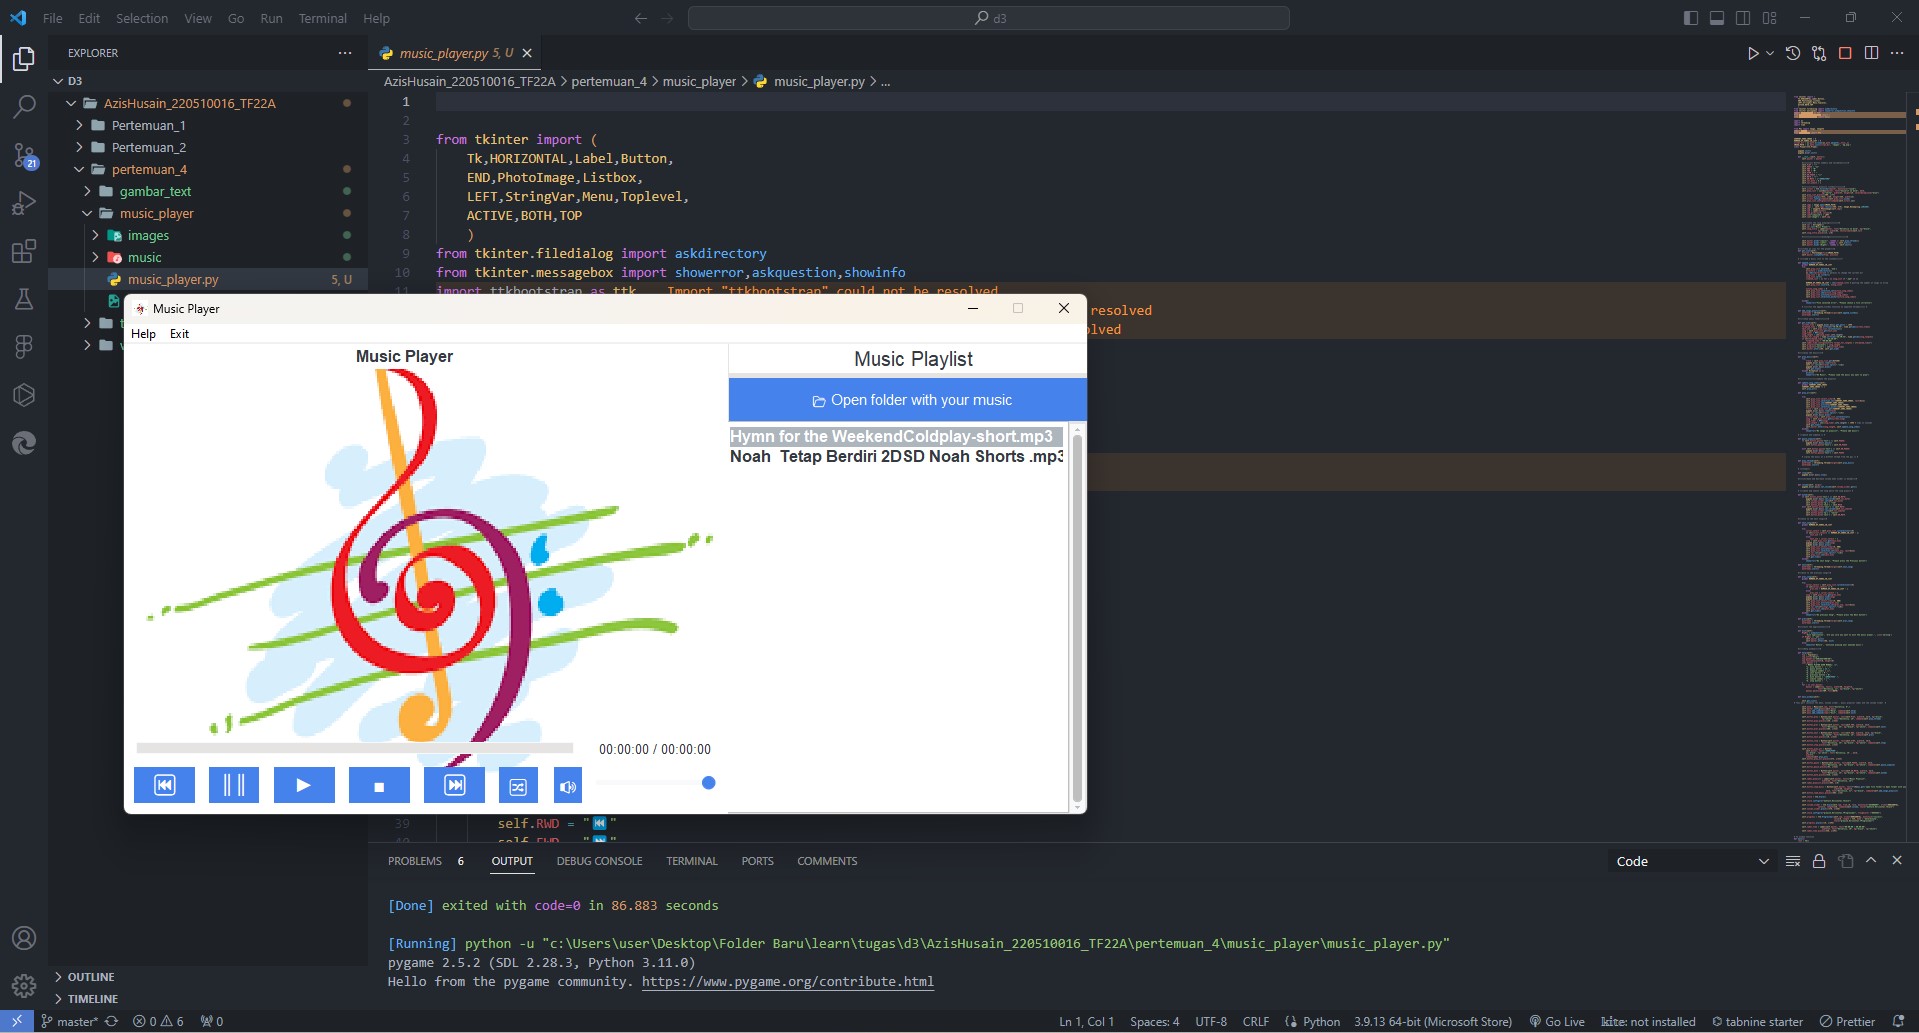 File Edit Selection View Go Run Terminal Help
d3
EXPLORER
D3
AzisHusain_220510016_TF22A
Pertemuan_1
Pertemuan_2
pertemuan_4
gambar_text
music_player
images
music
music_player.py 5, U
OUTLINE
TIMELINE
music_player.py 5, U
AzisHusain_220510016_TF22A > pertemuan_4 > music_player > music_player.py > ...
1
2
3 from tkinter import (
4 Tk,HORIZONTAL,Label,Button,
5 END,PhotoImage,Listbox,
6 LEFT,StringVar,Menu,Toplevel,
7 ACTIVE,BOTH,TOP
8 )
9 from tkinter.filedialog import askdirectory
10 from tkinter.messagebox import showerror,askquestion,showinfo
11 import ttkbootstrap as ttk Import "ttkbootstrap" could not be resolved
resolved
Music Player
Help Exit
Music Player
Music Playlist
Open folder with your music
Hymn for the WeekendColdplay-short.mp3
Noah Tetap Berdiri 2DSD Noah Shorts .mp3
00:00:00 / 00:00:00
39 self.RWD = "⏮"
PROBLEMS 6 OUTPUT DEBUG CONSOLE TERMINAL PORTS COMMENTS
Code
[Done] exited with code=0 in 86.883 seconds
[Running] python -u "c:\Users\user\Desktop\Folder Baru\learn\tugas\d3\AzisHusain_220510016_TF22A\pertemuan_4\music_player\music_player.py"
pygame 2.5.2 (SDL 2.28.3, Python 3.11.0)
Hello from the pygame community. https://www.pygame.org/contribute.html
21
master* 0 6 0
Ln 1, Col 1 Spaces: 4 UTF-8 CRLF Python 3.9.13 64-bit (Microsoft Store) Go Live kite: not installed tabnine starter Prettier